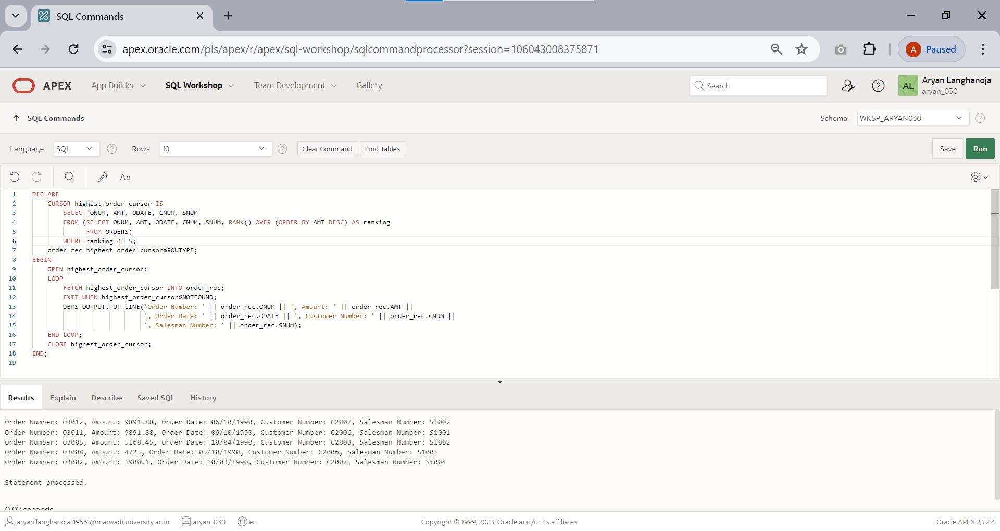 SQL Commands
apex.oracle.com/pls/apex/r/apex/sql-workshop/sqlcommandprocessor?session=106043008375871
A Paused
APEX App Builder SQL Workshop Team Development Gallery Search AL Aryan Langhanoja
aryan_030
SQL Commands Schema WKSP_ARYAN030
Language SQL Rows 10 Clear Command Find Tables Save Run
A::
1 DECLARE
2 CURSOR highest_order_cursor IS
3 SELECT ONUM, AMT, ODATE, CNUM, SNUM
4 FROM (SELECT ONUM, AMT, ODATE, CNUM, SNUM, RANK() OVER (ORDER BY AMT DESC) AS ranking
5 FROM ORDERS)
6 WHERE ranking <= 5;
7 order_rec highest_order_cursor%ROWTYPE;
8 BEGIN
9 OPEN highest_order_cursor;
10 LOOP
11 FETCH highest_order_cursor INTO order_rec;
12 EXIT WHEN highest_order_cursor%NOTFOUND;
13 DBMS_OUTPUT.PUT_LINE('Order Number: ' || order_rec.ONUM || ', Amount: ' || order_rec.AMT ||
14 ', Order Date: ' || order_rec.ODATE || ', Customer Number: ' || order_rec.CNUM ||
15 ', Salesman Number: ' || order_rec.SNUM);
16 END LOOP;
17 CLOSE highest_order_cursor;
18 END;
19
Results Explain Describe Saved SQL History
Order Number: O3012, Amount: 9891.88, Order Date: 06/10/1990, Customer Number: C2007, Salesman Number: S1002
Order Number: O3011, Amount: 9891.88, Order Date: 06/10/1990, Customer Number: C2006, Salesman Number: S1001
Order Number: O3005, Amount: 5160.45, Order Date: 10/04/1990, Customer Number: C2003, Salesman Number: S1002
Order Number: O3008, Amount: 4723, Order Date: 05/10/1990, Customer Number: C2006, Salesman Number: S1001
Order Number: O3002, Amount: 1900.1, Order Date: 10/03/1990, Customer Number: C2007, Salesman Number: S1004
Statement processed.
0.02 seconds
aryan.langhanoja119561@marwadiuniversity.ac.in aryan_030 en Copyright © 1999, 2023, Oracle and/or its affiliates. Oracle APEX 23.2.4